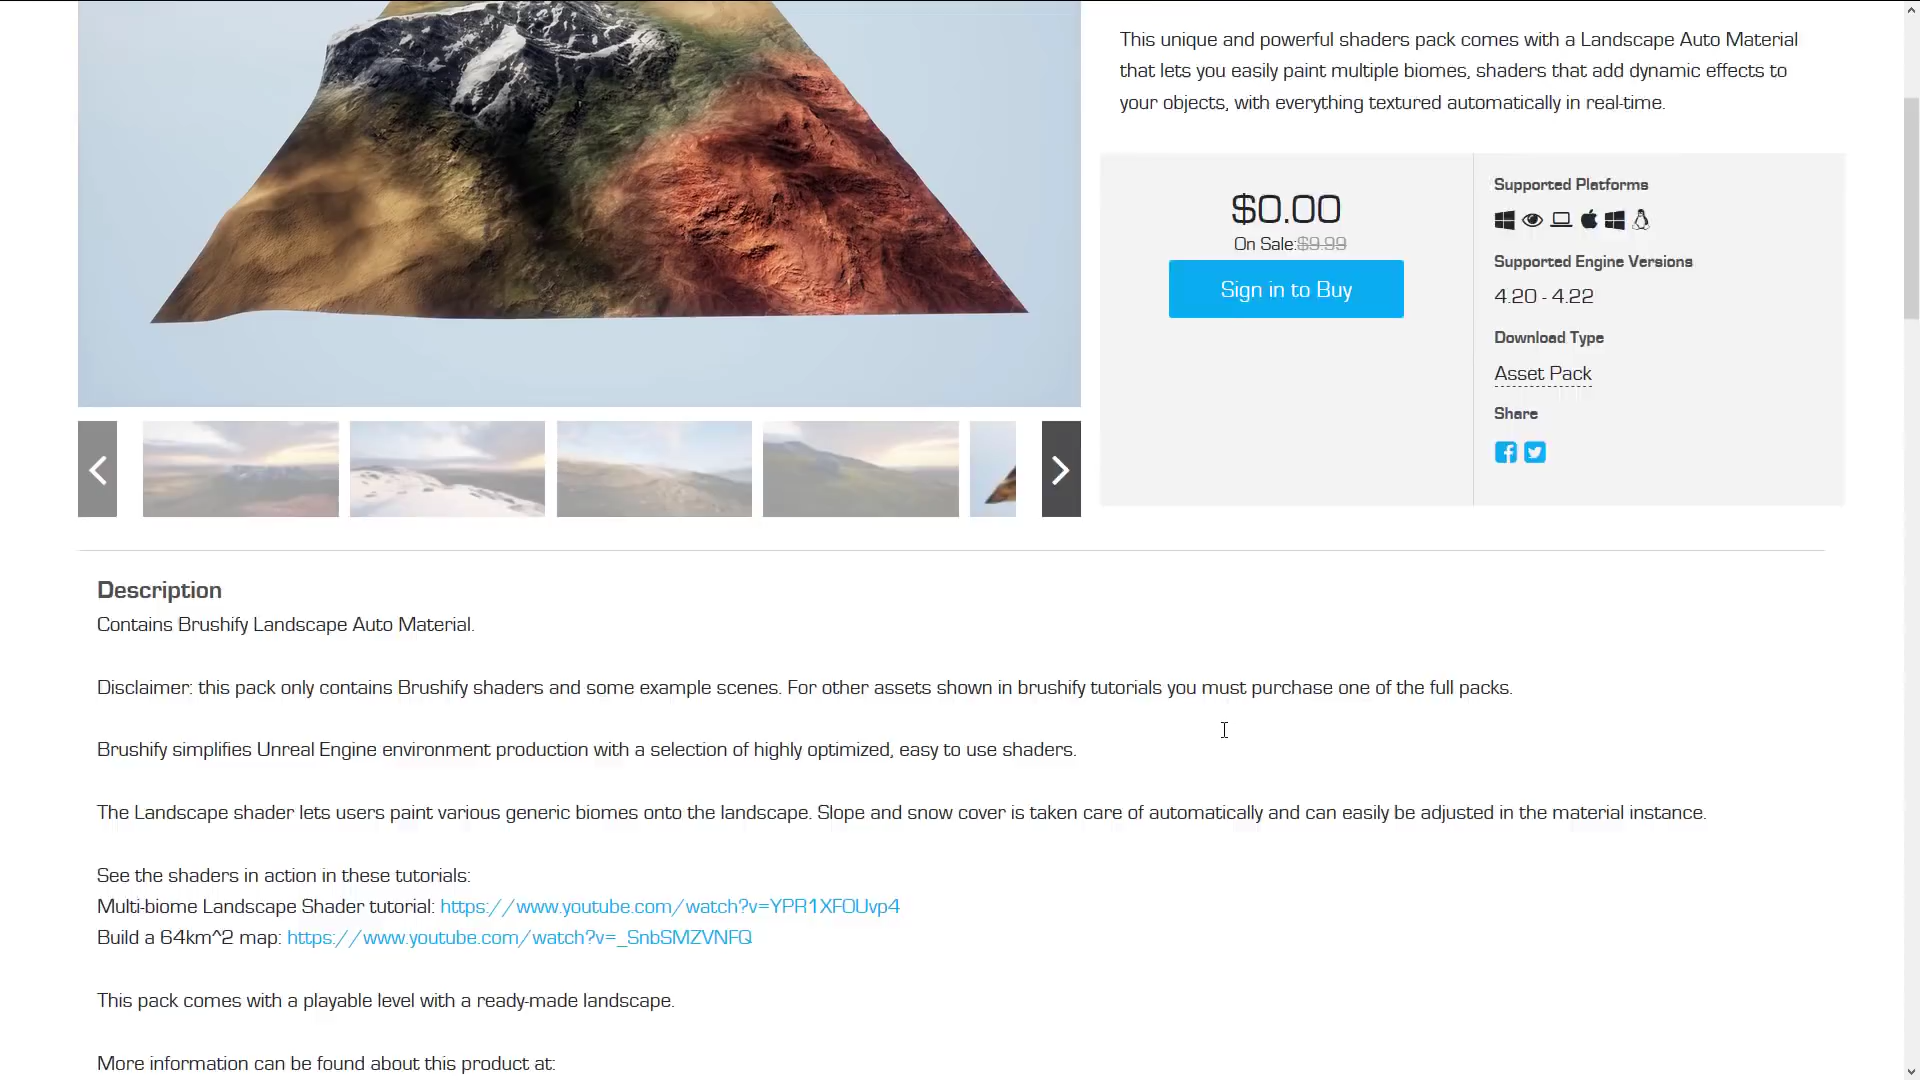 This unique and powerful shaders pack comes with a Landscape Auto Material
that lets you easily paint multiple biomes, shaders that add dynamic effects to
your objects, with everything textured automatically in real-time.
$0.00
On Sale:$9.99
Sign in to Buy
Supported Platforms
Supported Engine Versions
4.20 - 4.22
Download Type
Asset Pack
Share
Description
Contains Brushify Landscape Auto Material.
Disclaimer: this pack only contains Brushify shaders and some example scenes. For other assets shown in brushify tutorials you must purchase one of the full packs.
Brushify simplifies Unreal Engine environment production with a selection of highly optimized, easy to use shaders.
The Landscape shader lets users paint various generic biomes onto the landscape. Slope and snow cover is taken care of automatically and can easily be adjusted in the material instance.
See the shaders in action in these tutorials:
Multi-biome Landscape Shader tutorial: https://www.youtube.com/watch?v=YPR1XFOUvp4
Build a 64km^2 map: https://www.youtube.com/watch?v=_SnbSMZVNFQ
This pack comes with a playable level with a ready-made landscape.
More information can be found about this product at: